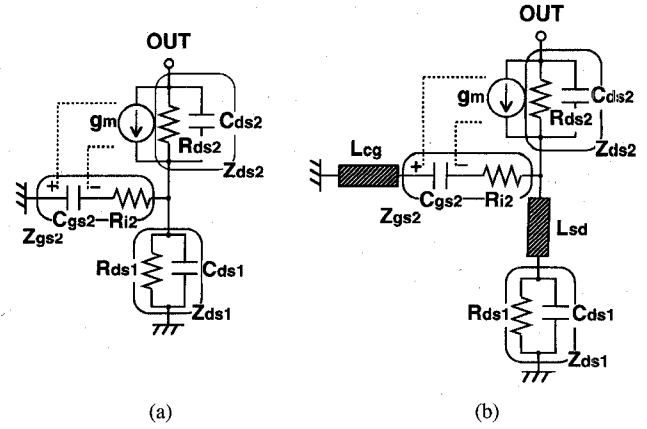 OUT
gm
Cds2
Rds2
Zds2
+
−
Cgs2
Ri2
Zgs2
Rds1
Cds1
Zds1
(a)
OUT
gm
Cds2
Rds2
Zds2
Lcg
+
−
Cgs2
Ri2
Zgs2
Lsd
Rds1
Cds1
Zds1
(b)